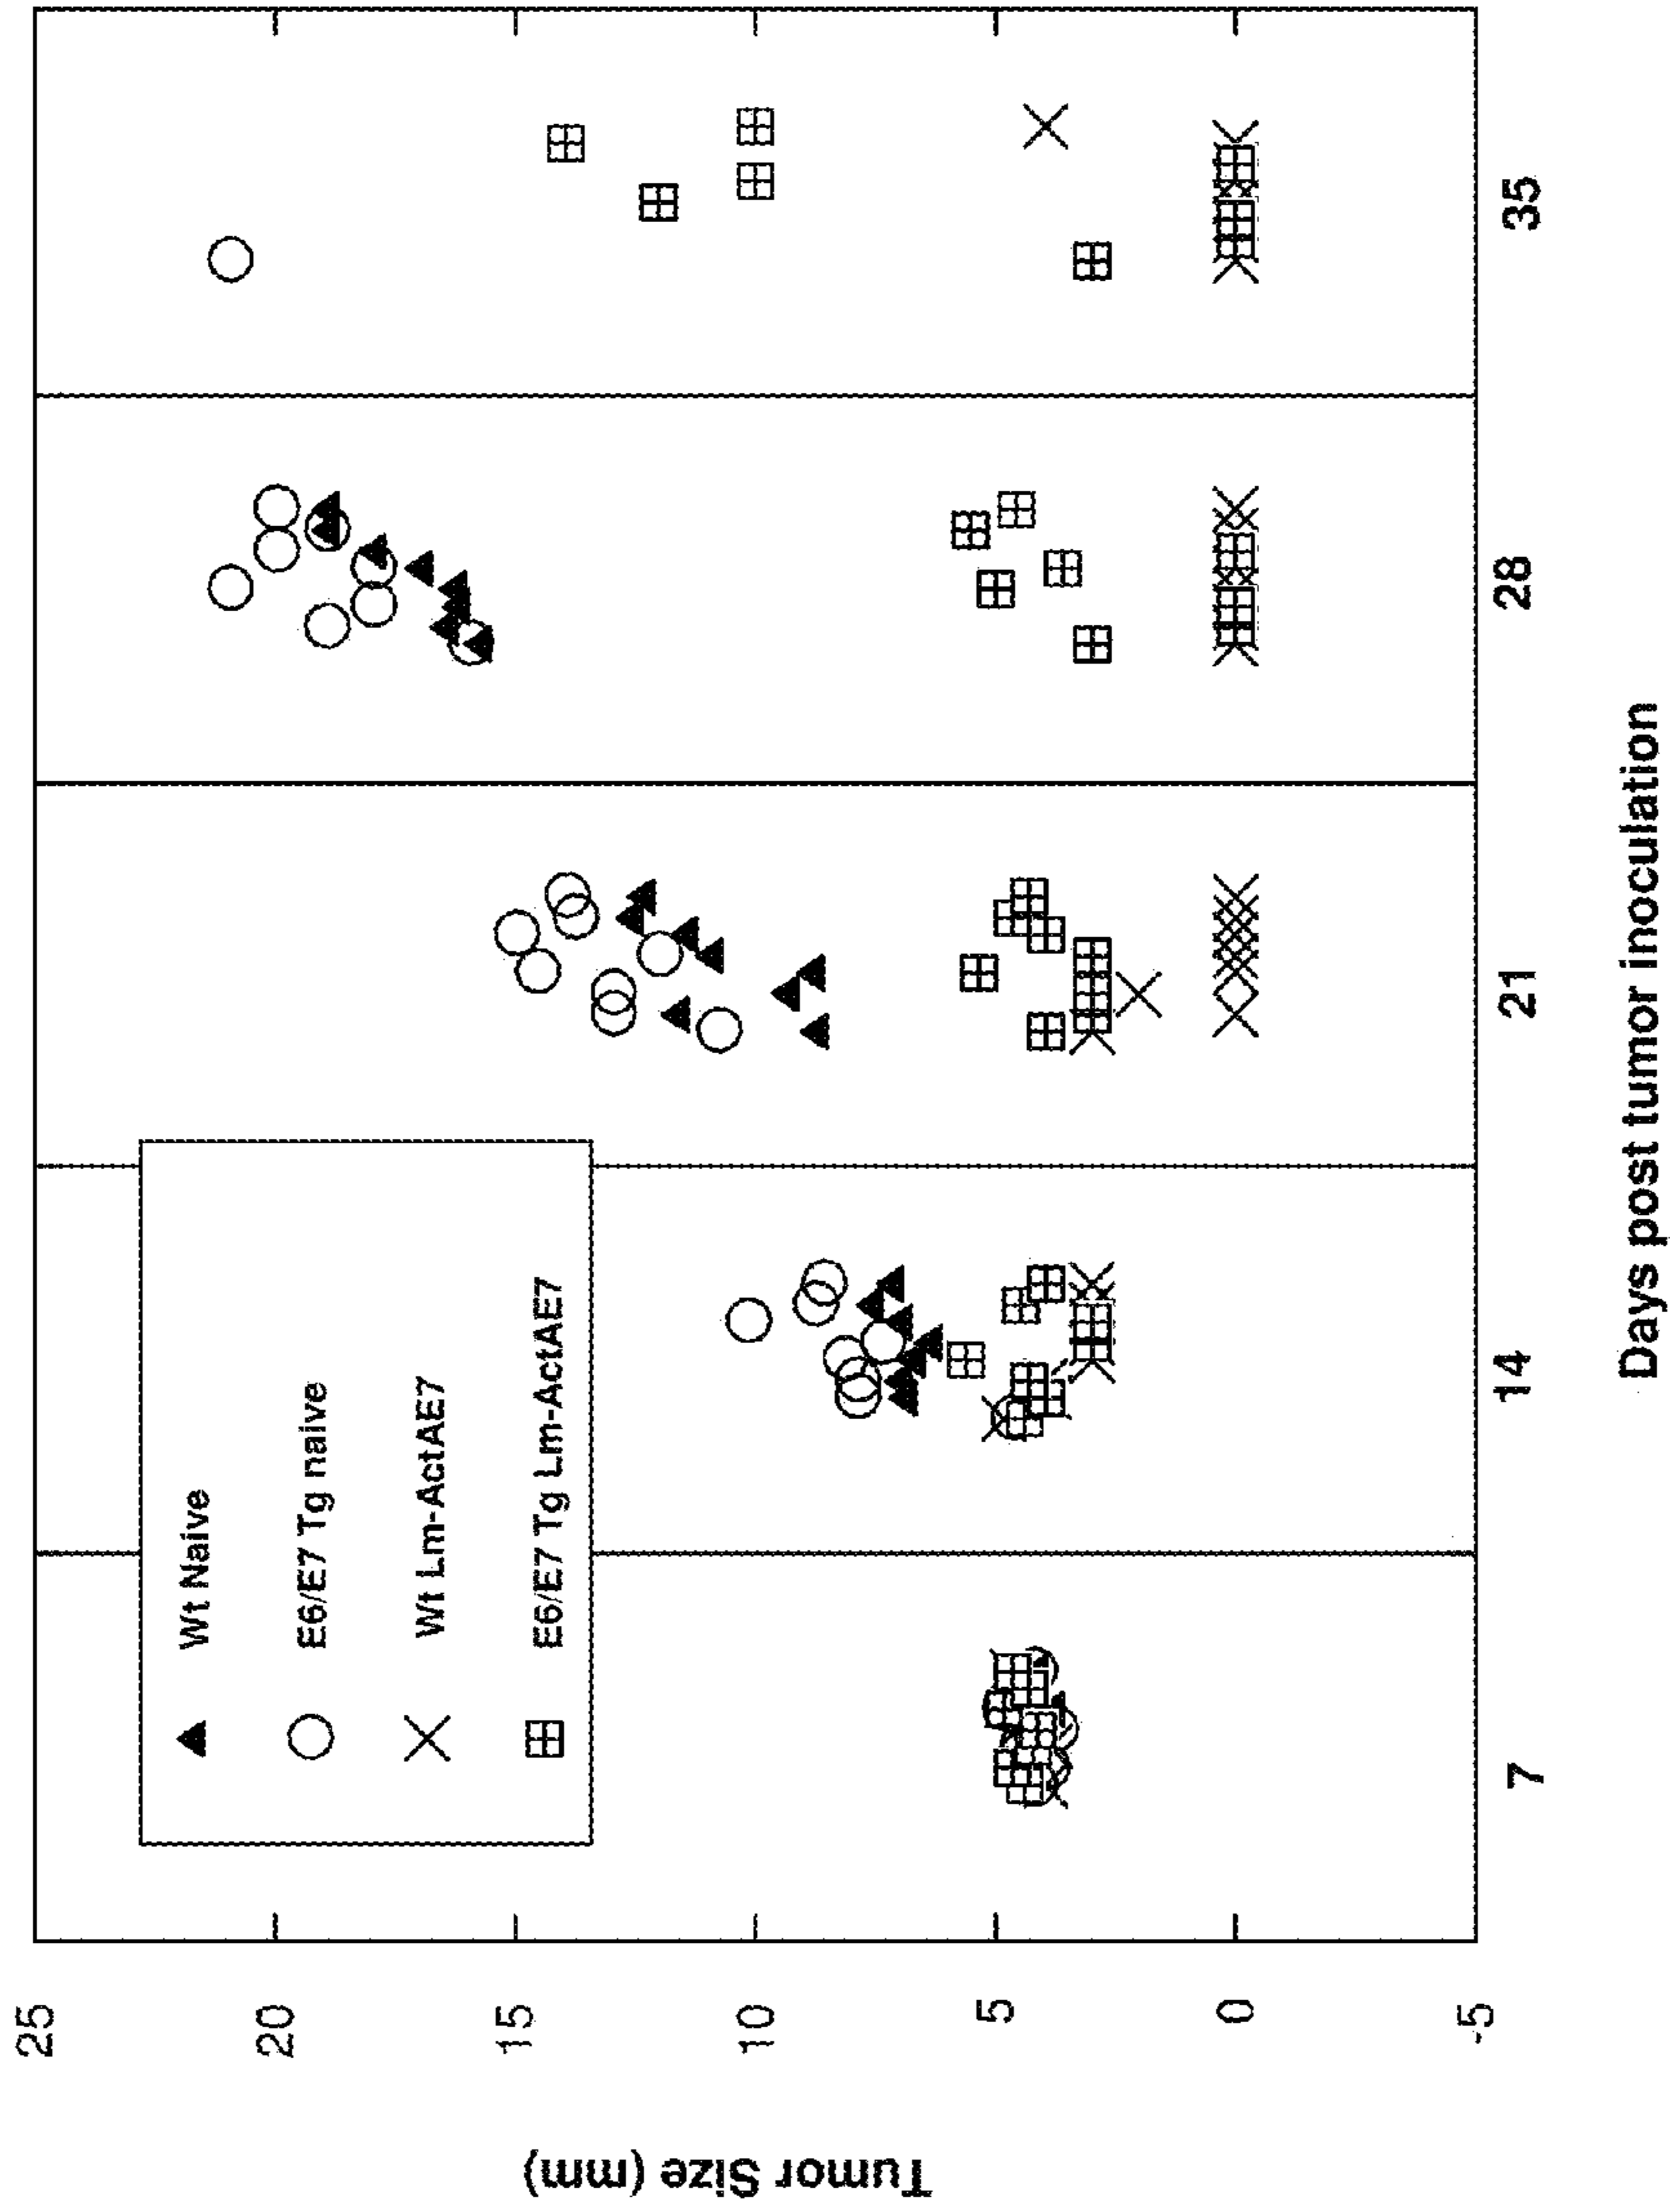 Tumor Size (mm)
25
20
15
10
5
0
-5
Wt Naive
E6/E7 Tg naive
Wt Lm-ActAE7
E6/E7 Tg Lm-ActAE7
7
14
21
28
35
Days post tumor inoculation